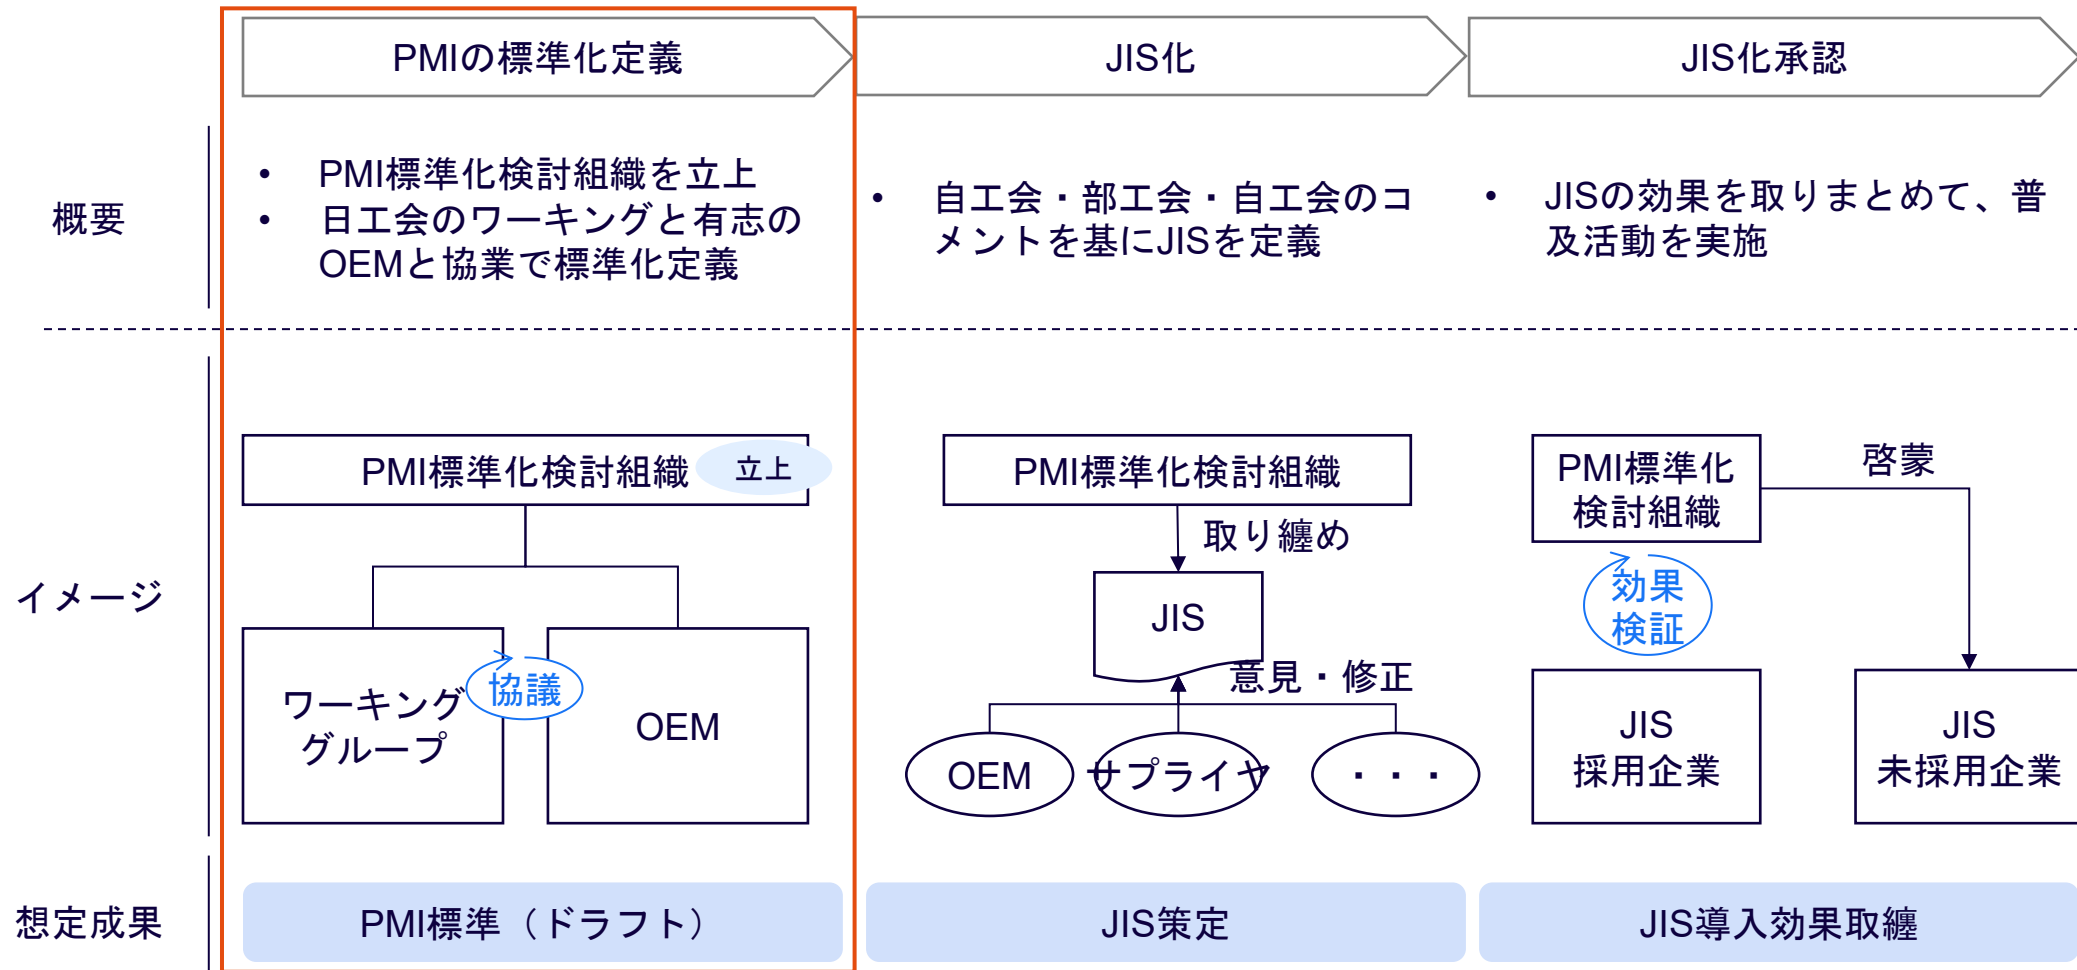 PMIの標準化定義
JIS化
JIS化承認
概要
• PMI標準化検討組織を立上
• 日工会のワーキングと有志の
OEMと協業で標準化定義
• 自工会・部工会・自工会のコ
メントを基にJISを定義
• JISの効果を取りまとめて、普
及活動を実施
イメージ
PMI標準化検討組織
立上
ワーキング
グループ
協議
OEM
PMI標準化検討組織
取り纏め
JIS
意見・修正
OEM
サプライヤ
・・・
PMI標準化
検討組織
啓蒙
効果
検証
JIS
採用企業
JIS
未採用企業
想定成果
PMI標準（ドラフト）
JIS策定
JIS導入効果取纏